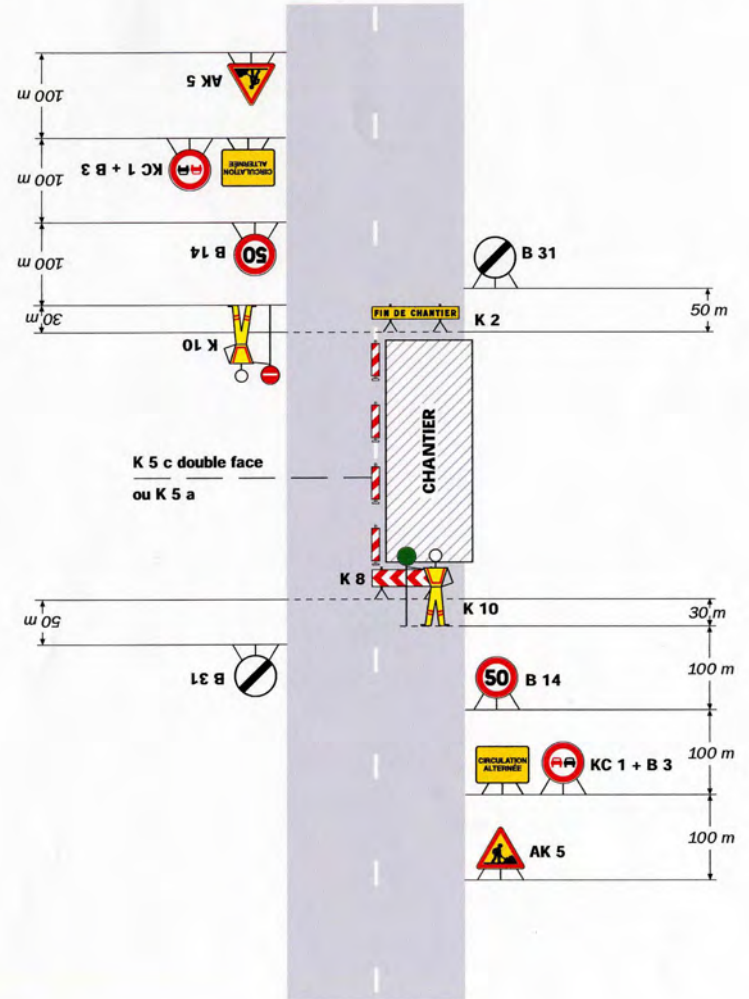 AK 5
100 m
KC 1 + B 3
CIRCULATION
ALTERNÉE
100 m
B 14
50
100 m
B 31
30 m
50 m
FIN DE CHANTIER
K 2
K 10
CHANTIER
K 5 c double face
ou K 5 a
K 8
K 10
50 m
30 m
B 31
50
B 14
100 m
CIRCULATION
ALTERNÉE
KC 1 + B 3
100 m
AK 5
100 m